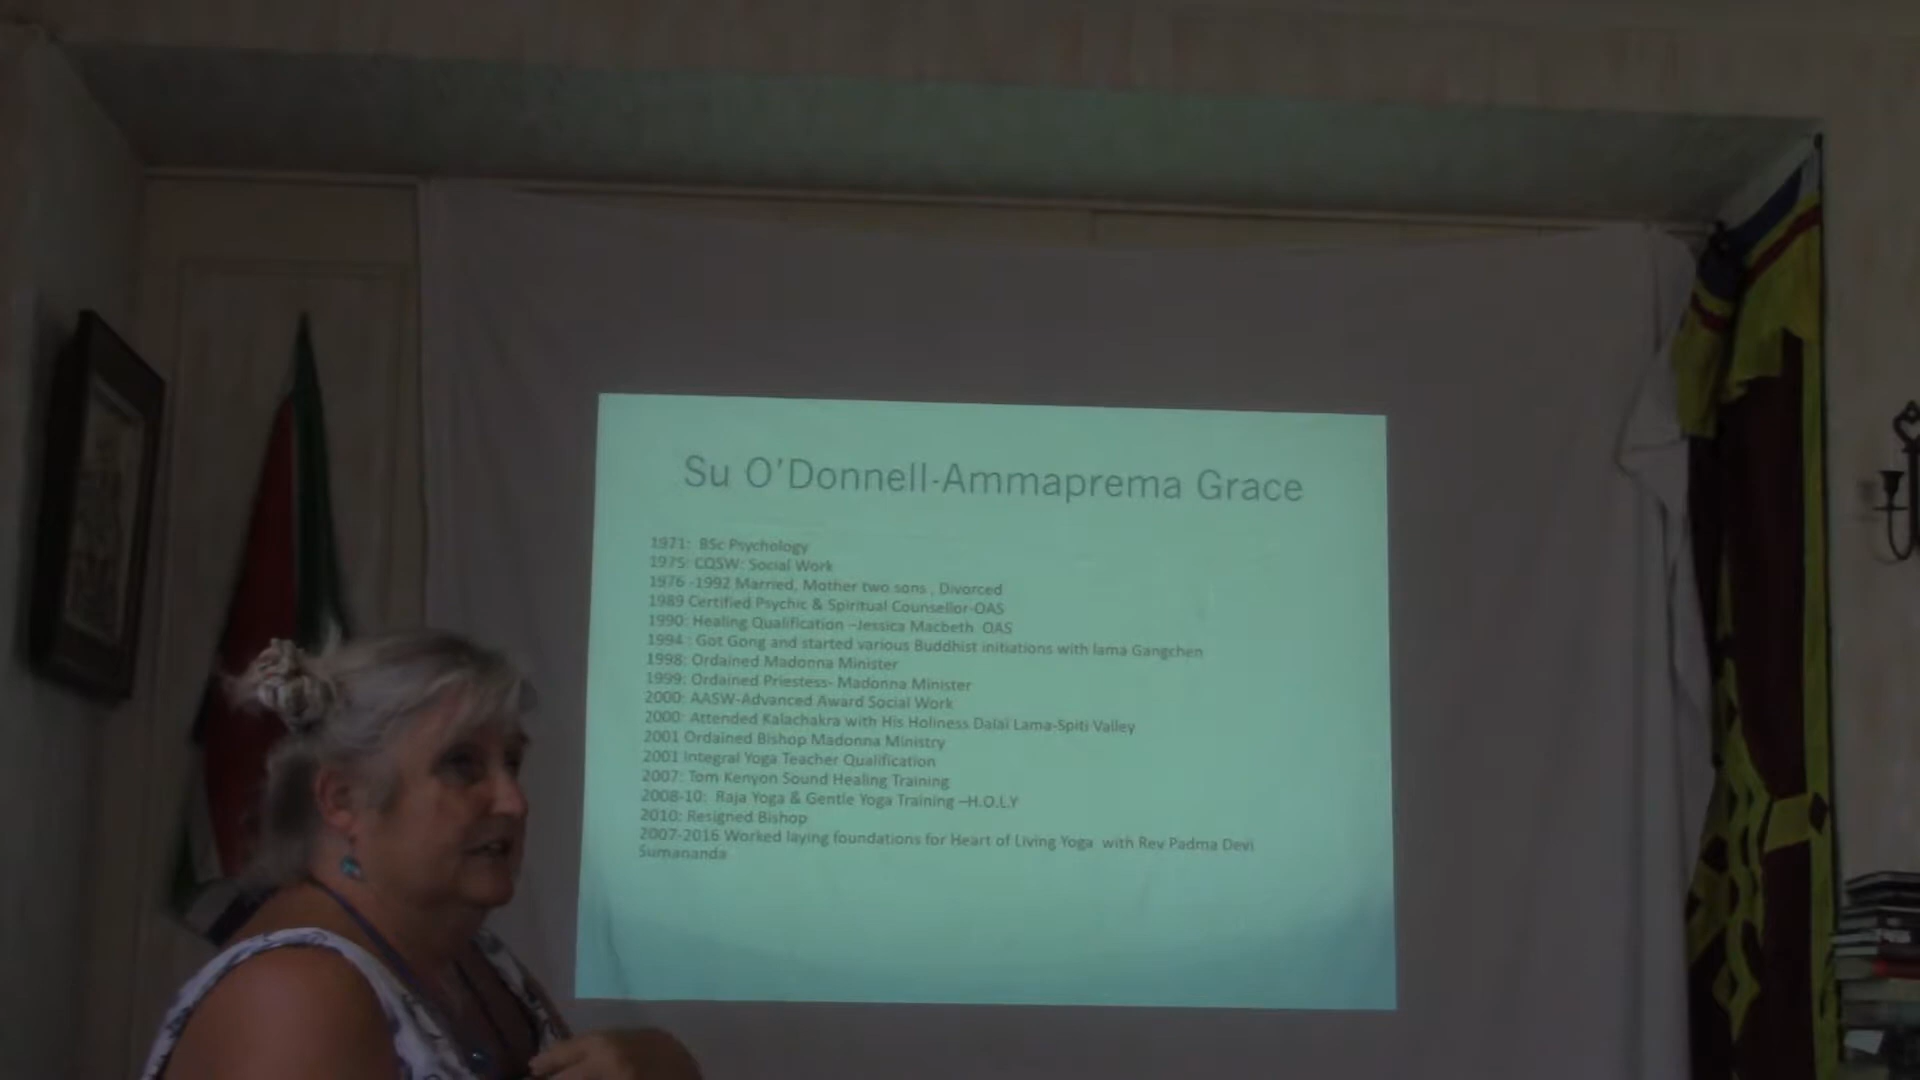 Su O'Donnell-Ammaprema Grace
1971: BSc Psychology
1975: CQSW: Social Work
1976 -1992 Married, Mother two sons , Divorced
1989 Certified Psychic & Spiritual Counsellor-OAS
1990: Healing Qualification –Jessica Macbeth OAS
1994 : Got Gong and started various Buddhist initiations with lama Gangchen
1998: Ordained Madonna Minister
1999: Ordained Priestess- Madonna Minister
2000: AASW-Advanced Award Social Work
2000: Attended Kalachakra with His Holiness Dalai Lama-Spiti Valley
2001 Ordained Bishop Madonna Ministry
2001 Integral Yoga Teacher Qualification
2007: Tom Kenyon Sound Healing Training
2008-10: Raja Yoga & Gentle Yoga Training –H.O.L.Y
2010: Resigned Bishop
2007-2016 Worked laying foundations for Heart of Living Yoga with Rev Padma Devi
Sumananda